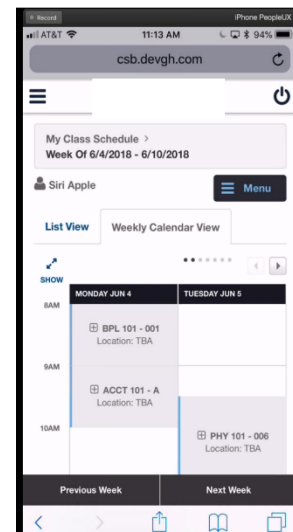 Record
iPhone PeopleUX
AT&T 11:13 AM 94%
csb.devgh.com
My Class Schedule >
Week Of 6/4/2018 - 6/10/2018
Siri Apple
Menu
List View Weekly Calendar View
SHOW
MONDAY JUN 4 TUESDAY JUN 5
8AM
BPL 101 - 001
Location: TBA
9AM
ACCT 101 - A
Location: TBA
10AM
PHY 101 - 006
Location: TBA
Previous Week Next Week